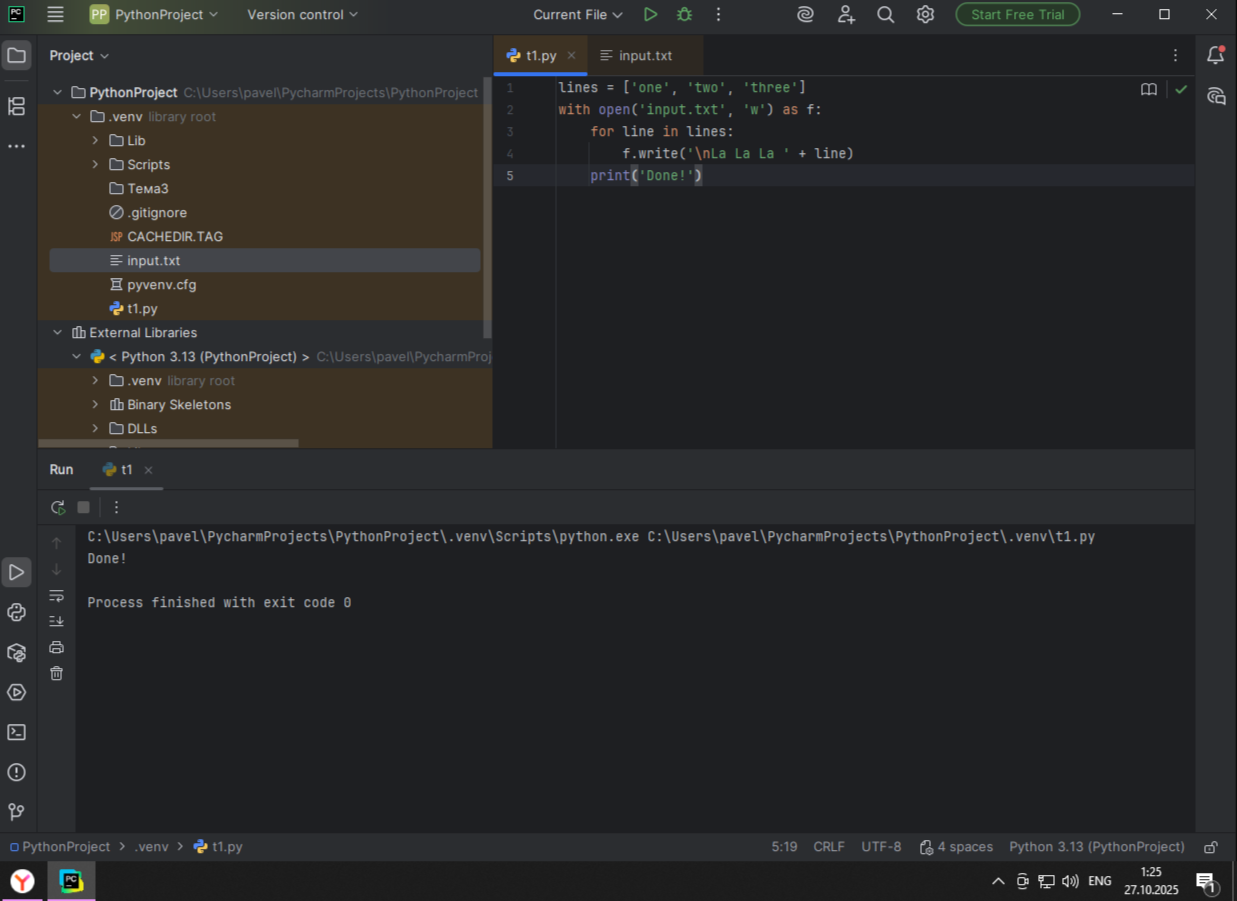 PC PP PythonProject Version control Current File Start Free Trial
Project
t1.py input.txt
PythonProject C:\Users\pavel\PycharmProjects\PythonProject
.venv library root
Lib
Scripts
Тема3
.gitignore
JSP CACHEDIR.TAG
input.txt
pyvenv.cfg
t1.py
External Libraries
< Python 3.13 (PythonProject) > C:\Users\pavel\PycharmProj
.venv library root
Binary Skeletons
DLLs
1 lines = ['one', 'two', 'three']
2 with open('input.txt', 'w') as f:
3     for line in lines:
4         f.write('\nLa La La ' + line)
5     print('Done!')
Run t1
C:\Users\pavel\PycharmProjects\PythonProject\.venv\Scripts\python.exe C:\Users\pavel\PycharmProjects\PythonProject\.venv\t1.py
Done!
Process finished with exit code 0
PythonProject > .venv > t1.py 5:19 CRLF UTF-8 4 spaces Python 3.13 (PythonProject)
Y PC ENG 1:25
27.10.2025 1